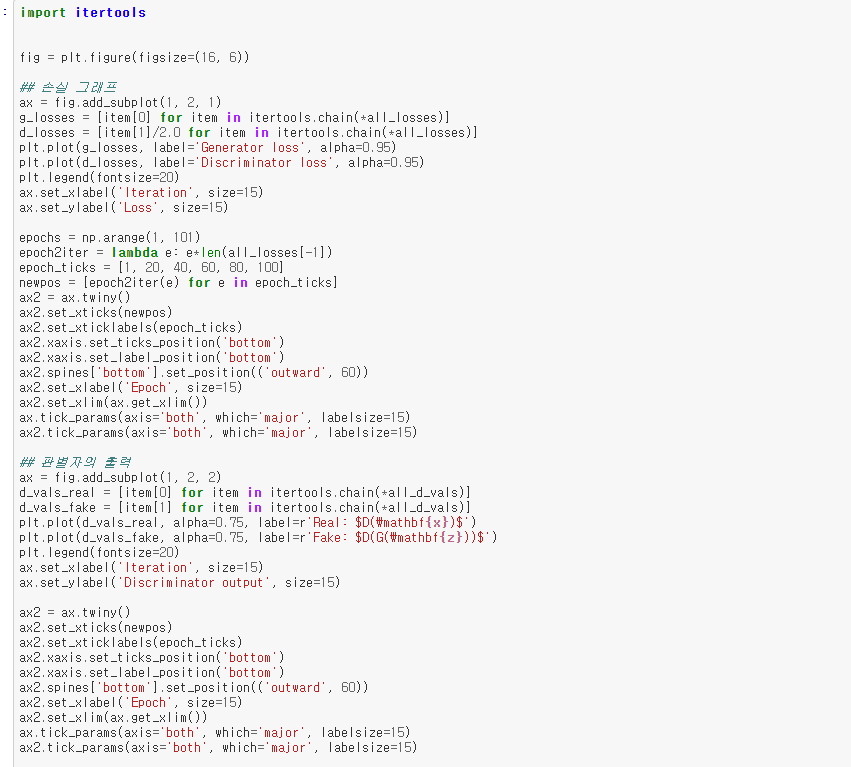 :
import itertools
fig = plt.figure(figsize=(16, 6))
## 손실 그래프
ax = fig.add_subplot(1, 2, 1)
g_losses = [item[0] for item in itertools.chain(*all_losses)]
d_losses = [item[1]/2.0 for item in itertools.chain(*all_losses)]
plt.plot(g_losses, label='Generator loss', alpha=0.95)
plt.plot(d_losses, label='Discriminator loss', alpha=0.95)
plt.legend(fontsize=20)
ax.set_xlabel('Iteration', size=15)
ax.set_ylabel('Loss', size=15)
epochs = np.arange(1, 101)
epoch2iter = lambda e: e*len(all_losses[-1])
epoch_ticks = [1, 20, 40, 60, 80, 100]
newpos = [epoch2iter(e) for e in epoch_ticks]
ax2 = ax.twiny()
ax2.set_xticks(newpos)
ax2.set_xticklabels(epoch_ticks)
ax2.xaxis.set_ticks_position('bottom')
ax2.xaxis.set_label_position('bottom')
ax2.spines['bottom'].set_position(('outward', 60))
ax2.set_xlabel('Epoch', size=15)
ax2.set_xlim(ax.get_xlim())
ax.tick_params(axis='both', which='major', labelsize=15)
ax2.tick_params(axis='both', which='major', labelsize=15)
## 판별자의 출력
ax = fig.add_subplot(1, 2, 2)
d_vals_real = [item[0] for item in itertools.chain(*all_d_vals)]
d_vals_fake = [item[1] for item in itertools.chain(*all_d_vals)]
plt.plot(d_vals_real, alpha=0.75, label=r'Real: $D(₩mathbf{x})$')
plt.plot(d_vals_fake, alpha=0.75, label=r'Fake: $D(G(₩mathbf{z}))$')
plt.legend(fontsize=20)
ax.set_xlabel('Iteration', size=15)
ax.set_ylabel('Discriminator output', size=15)
ax2 = ax.twiny()
ax2.set_xticks(newpos)
ax2.set_xticklabels(epoch_ticks)
ax2.xaxis.set_ticks_position('bottom')
ax2.xaxis.set_label_position('bottom')
ax2.spines['bottom'].set_position(('outward', 60))
ax2.set_xlabel('Epoch', size=15)
ax2.set_xlim(ax.get_xlim())
ax.tick_params(axis='both', which='major', labelsize=15)
ax2.tick_params(axis='both', which='major', labelsize=15)